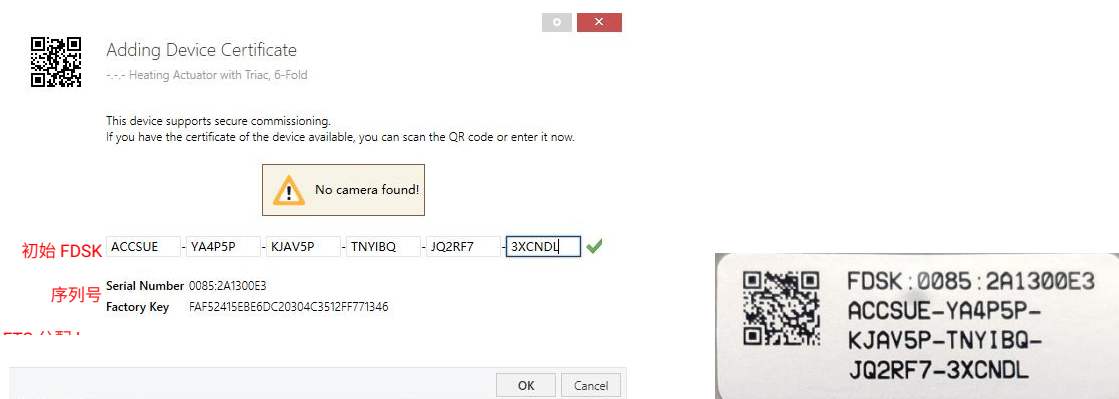 Adding Device Certificate
-.-.- Heating Actuator with Triac, 6-Fold
This device supports secure commissioning.
If you have the certificate of the device available, you can scan the QR code or enter it now.
No camera found!
初始 FDSK ACCSUE - YA4P5P - KJAV5P - TNYIBQ - JQ2RF7 - 3XCNDL
序列号 Serial Number 0085:2A1300E3
Factory Key FAF52415EBE6DC20304C3512FF771346
OK Cancel
FDSK:0085:2A1300E3
ACCSUE-YA4P5P-
KJAV5P-TNYIBQ-
JQ2RF7-3XCNDL